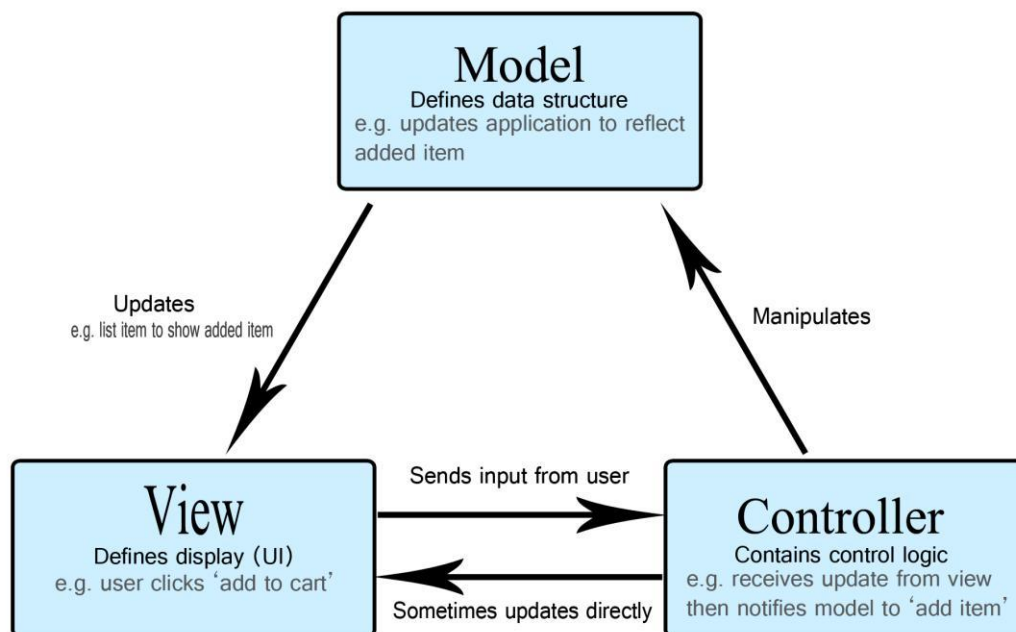 Model
Defines data structure
e.g. updates application to reflect
added item
Updates
e.g. list item to show added item
Manipulates
View
Defines display (UI)
e.g. user clicks ‘add to cart’
Sends input from user
Sometimes updates directly
Controller
Contains control logic
e.g. receives update from view
then notifies model to ‘add item’